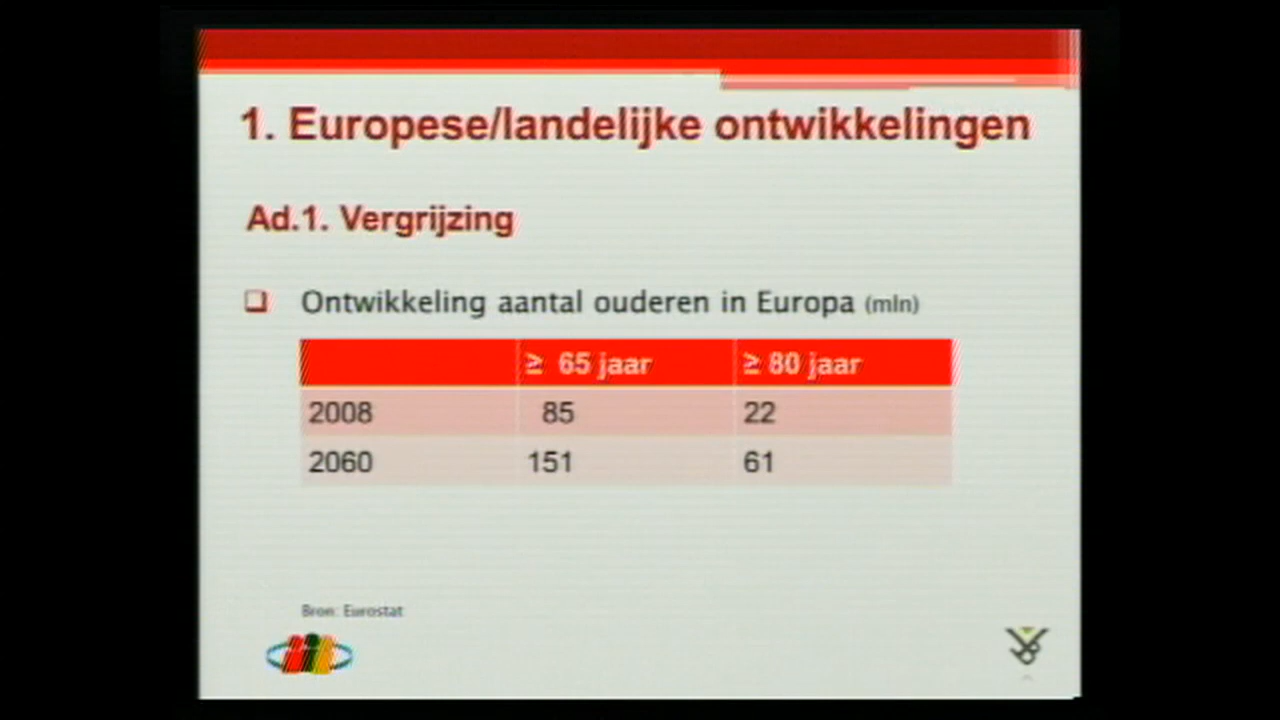 1. Europese/landelijke ontwikkelingen
Ad.1. Vergrijzing
❑ Ontwikkeling aantal ouderen in Europa (mln)
≥ 65 jaar ≥ 80 jaar
2008 85 22
2060 151 61
Bron: Eurostat